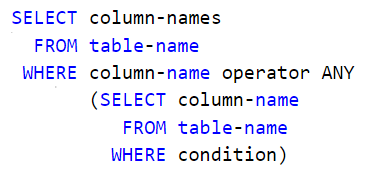 SELECT column-names
FROM table-name
WHERE column-name operator ANY
(SELECT column-name
FROM table-name
WHERE condition)